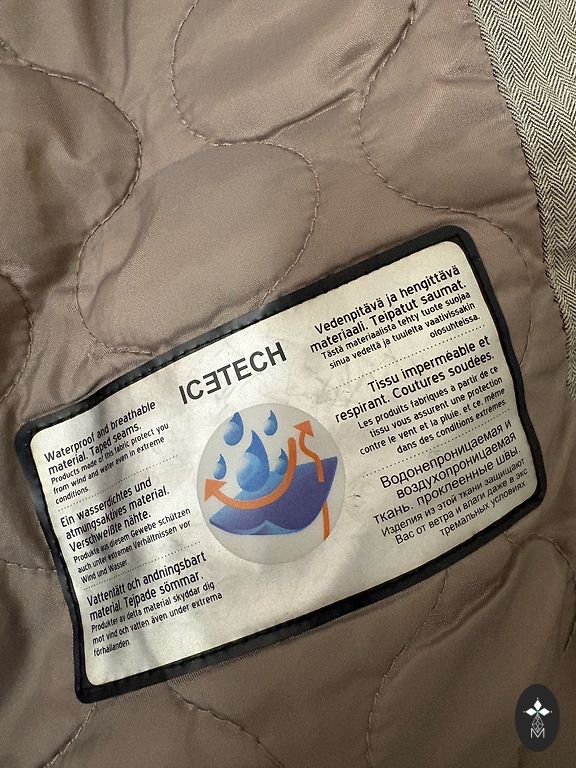 ICƎTECH
Waterproof and breathable
material. Taped seams.
Products made of this fabric protect you
from wind and water even in extreme
conditions.
Ein wasserdichtes und
atmungsaktives material.
Verschweißte nähte.
Produkte aus diesem Gewebe schützen
auch unter extremen Verhältnissen vor
Wind und Wasser.
Vattentätt och andningsbart
material. Tejpade sömmar.
Produkter av detta material skyddar dig
mot vind och vatten även under extrema
förhållanden
Vedenpitävä ja hengittävä
materiaali. Teipatut saumat.
Tästä materiaalista tehty tuote suojaa
sinua vedeltä ja tuulelta vaativissakin
olosuhteissa.
Tissu imperméable et
respirant. Coutures soudées.
Les produits fabriqués à partir de ce
tissu vous assurent une protection
contre le vent et la pluie, et ce, même
dans des conditions extrêmes
Водонепроницаемая и
воздухопроницаемая
ткань. проклеенные швы.
Изделия из этой ткани защищают
Вас от ветра и влаги даже в экс
тремальных условиях
M